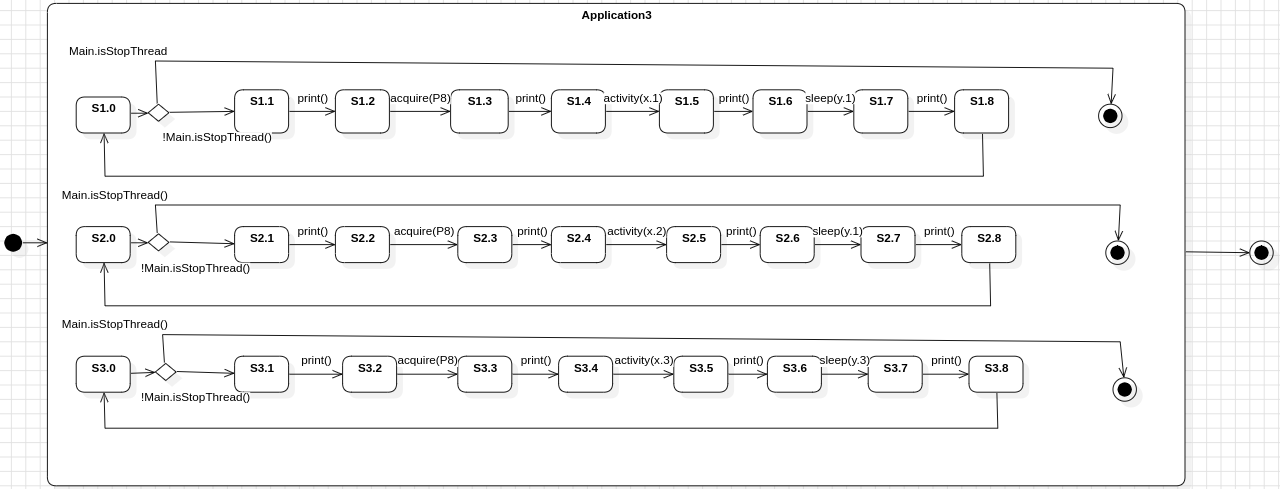 Application3
Main.isStopThread
S1.0
S1.1
print()
S1.2
acquire(P8)
S1.3
print()
S1.4
activity(x.1)
S1.5
print()
S1.6
sleep(y.1)
S1.7
print()
S1.8
!Main.isStopThread()
Main.isStopThread()
S2.0
S2.1
print()
S2.2
acquire(P8)
S2.3
print()
S2.4
activity(x.2)
S2.5
print()
S2.6
sleep(y.1)
S2.7
print()
S2.8
!Main.isStopThread()
Main.isStopThread()
S3.0
S3.1
print()
S3.2
acquire(P8)
S3.3
print()
S3.4
activity(x.3)
S3.5
print()
S3.6
sleep(y.3)
S3.7
print()
S3.8
!Main.isStopThread()